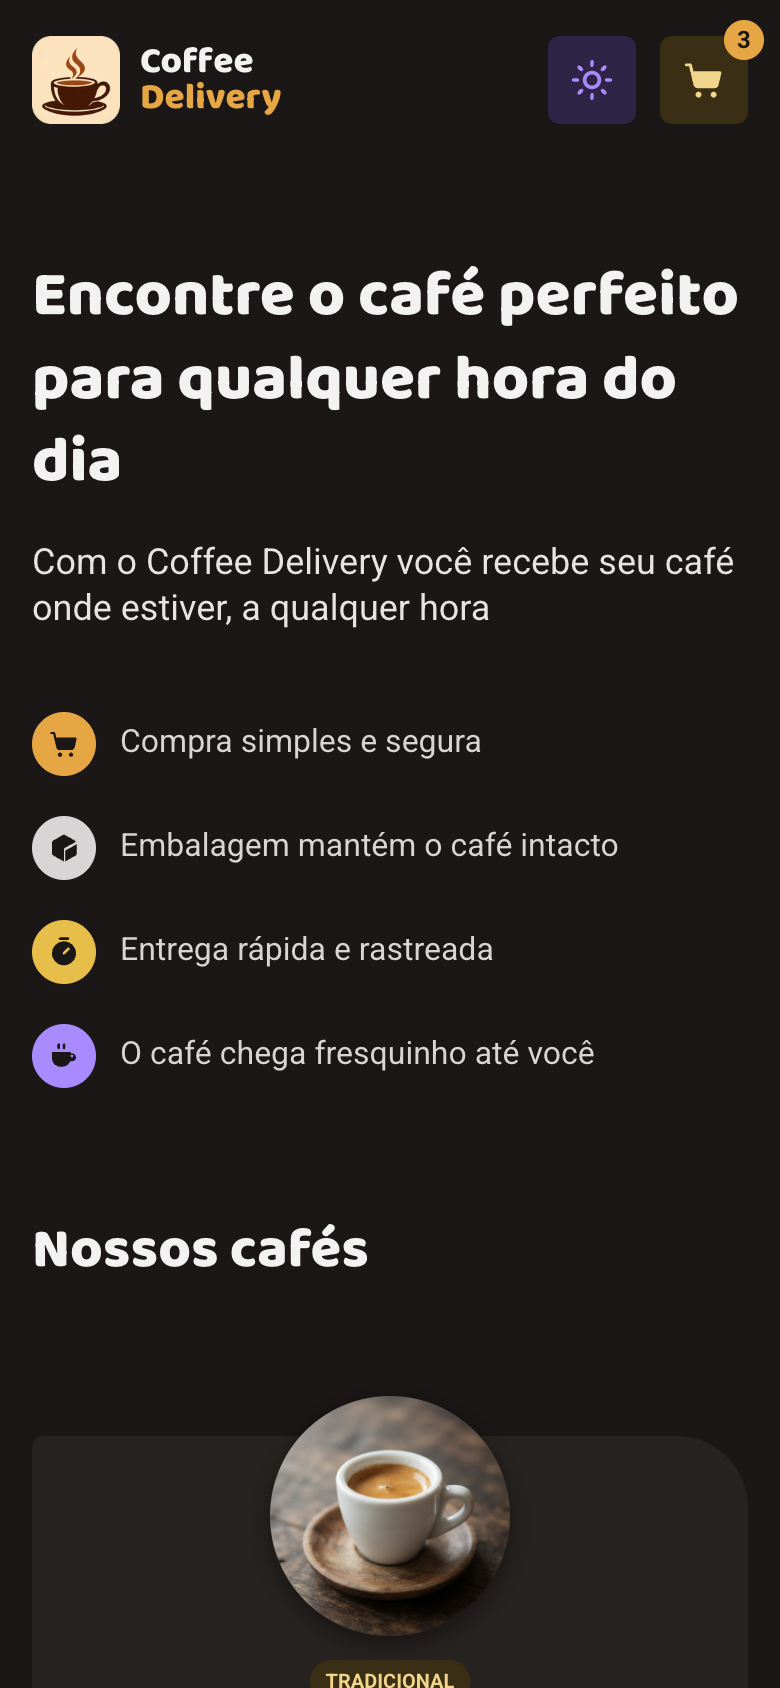 Coffee
Delivery
3
Encontre o café perfeito
para qualquer hora do
dia
Com o Coffee Delivery você recebe seu café
onde estiver, a qualquer hora
Compra simples e segura
Embalagem mantém o café intacto
Entrega rápida e rastreada
O café chega fresquinho até você
Nossos cafés
TRADICIONAL